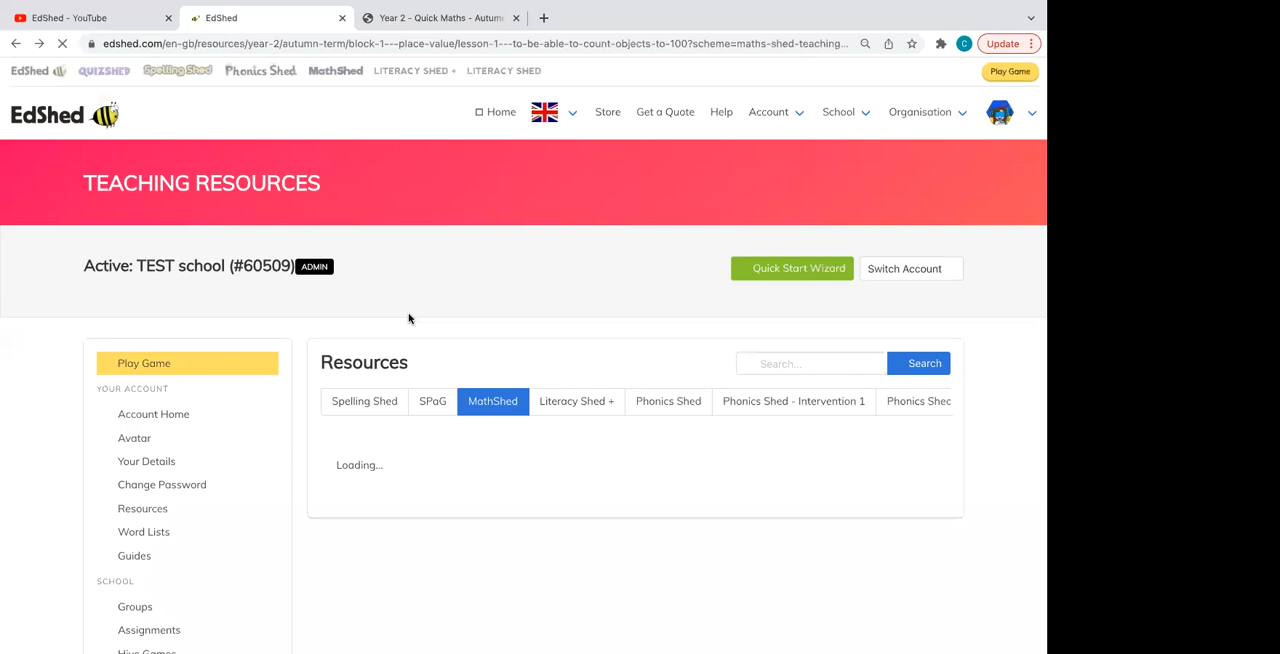 EdShed - YouTube
EdShed
Year 2 - Quick Maths - Autum
edshed.com/en-gb/resources/year-2/autumn-term/block-1---place-value/lesson-1---to-be-able-to-count-objects-to-100?scheme=maths-shed-teaching...
C
Update
EdShed QUIZSHED Spelling Shed Phonics Shed MathShed LITERACY SHED + LITERACY SHED
Play Game
EdShed
Home Store Get a Quote Help Account School Organisation
TEACHING RESOURCES
Active: TEST school (#60509) ADMIN
Quick Start Wizard
Switch Account
Play Game
YOUR ACCOUNT
Account Home
Avatar
Your Details
Change Password
Resources
Word Lists
Guides
SCHOOL
Groups
Assignments
Hive Games
Resources
Search...
Search
Spelling Shed SPaG MathShed Literacy Shed + Phonics Shed Phonics Shed - Intervention 1 Phonics Shed
Loading...